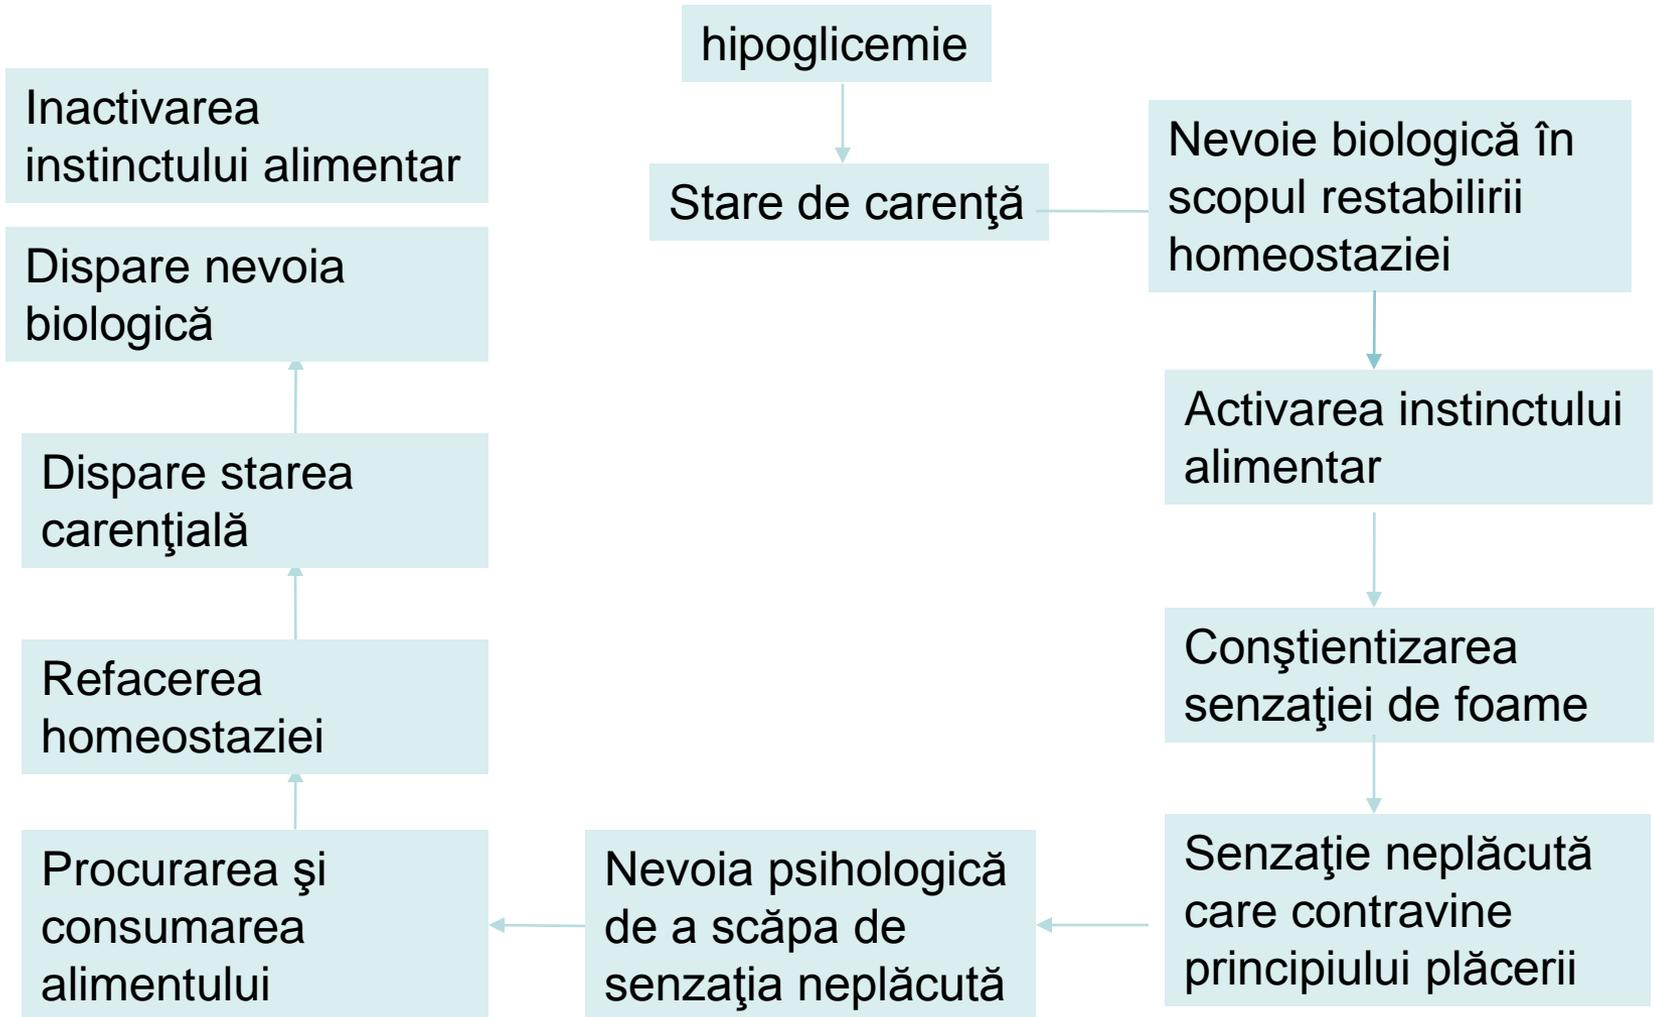 hipoglicemie
Stare de carenţă
Nevoie biologică în
scopul restabilirii
homeostaziei
Activarea instinctului
alimentar
Conştientizarea
senzaţiei de foame
Senzaţie neplăcută
care contravine
principiului plăcerii
Nevoia psihologică
de a scăpa de
senzaţia neplăcută
Procurarea şi
consumarea
alimentului
Refacerea
homeostaziei
Dispare starea
carenţială
Dispare nevoia
biologică
Inactivarea
instinctului alimentar